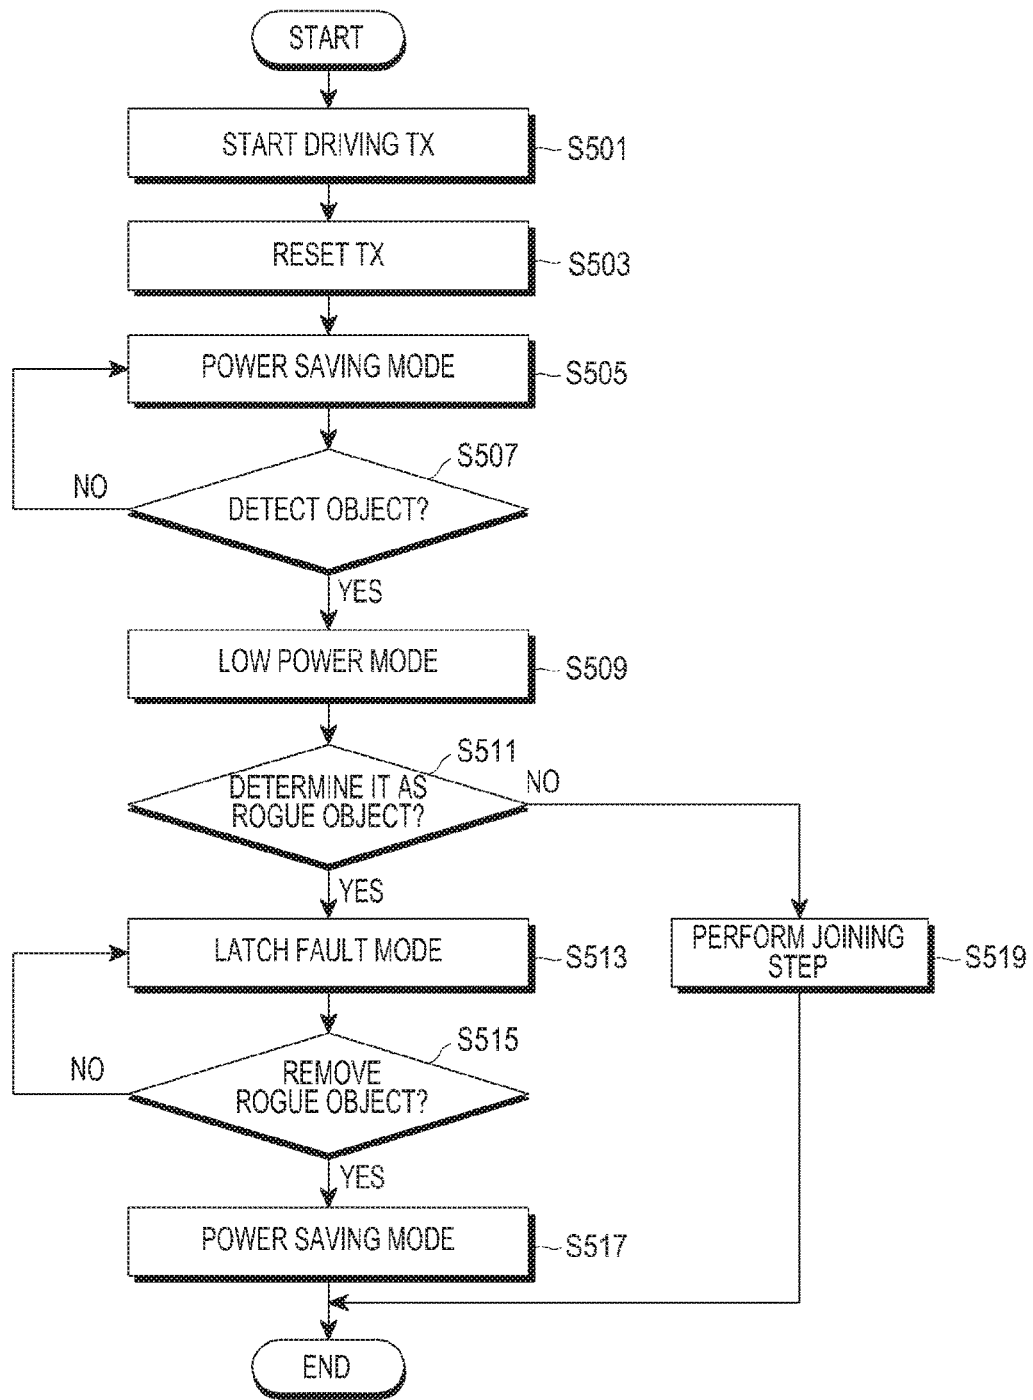 START
START DRIVING TX
S501
RESET TX
S503
POWER SAVING MODE
S505
S507
NO
DETECT OBJECT?
YES
LOW POWER MODE
S509
S511
NO
DETERMINE IT AS
ROGUE OBJECT?
YES
LATCH FAULT MODE
S513
PERFORM JOINING
STEP
S519
S515
NO
REMOVE
ROGUE OBJECT?
YES
POWER SAVING MODE
S517
END